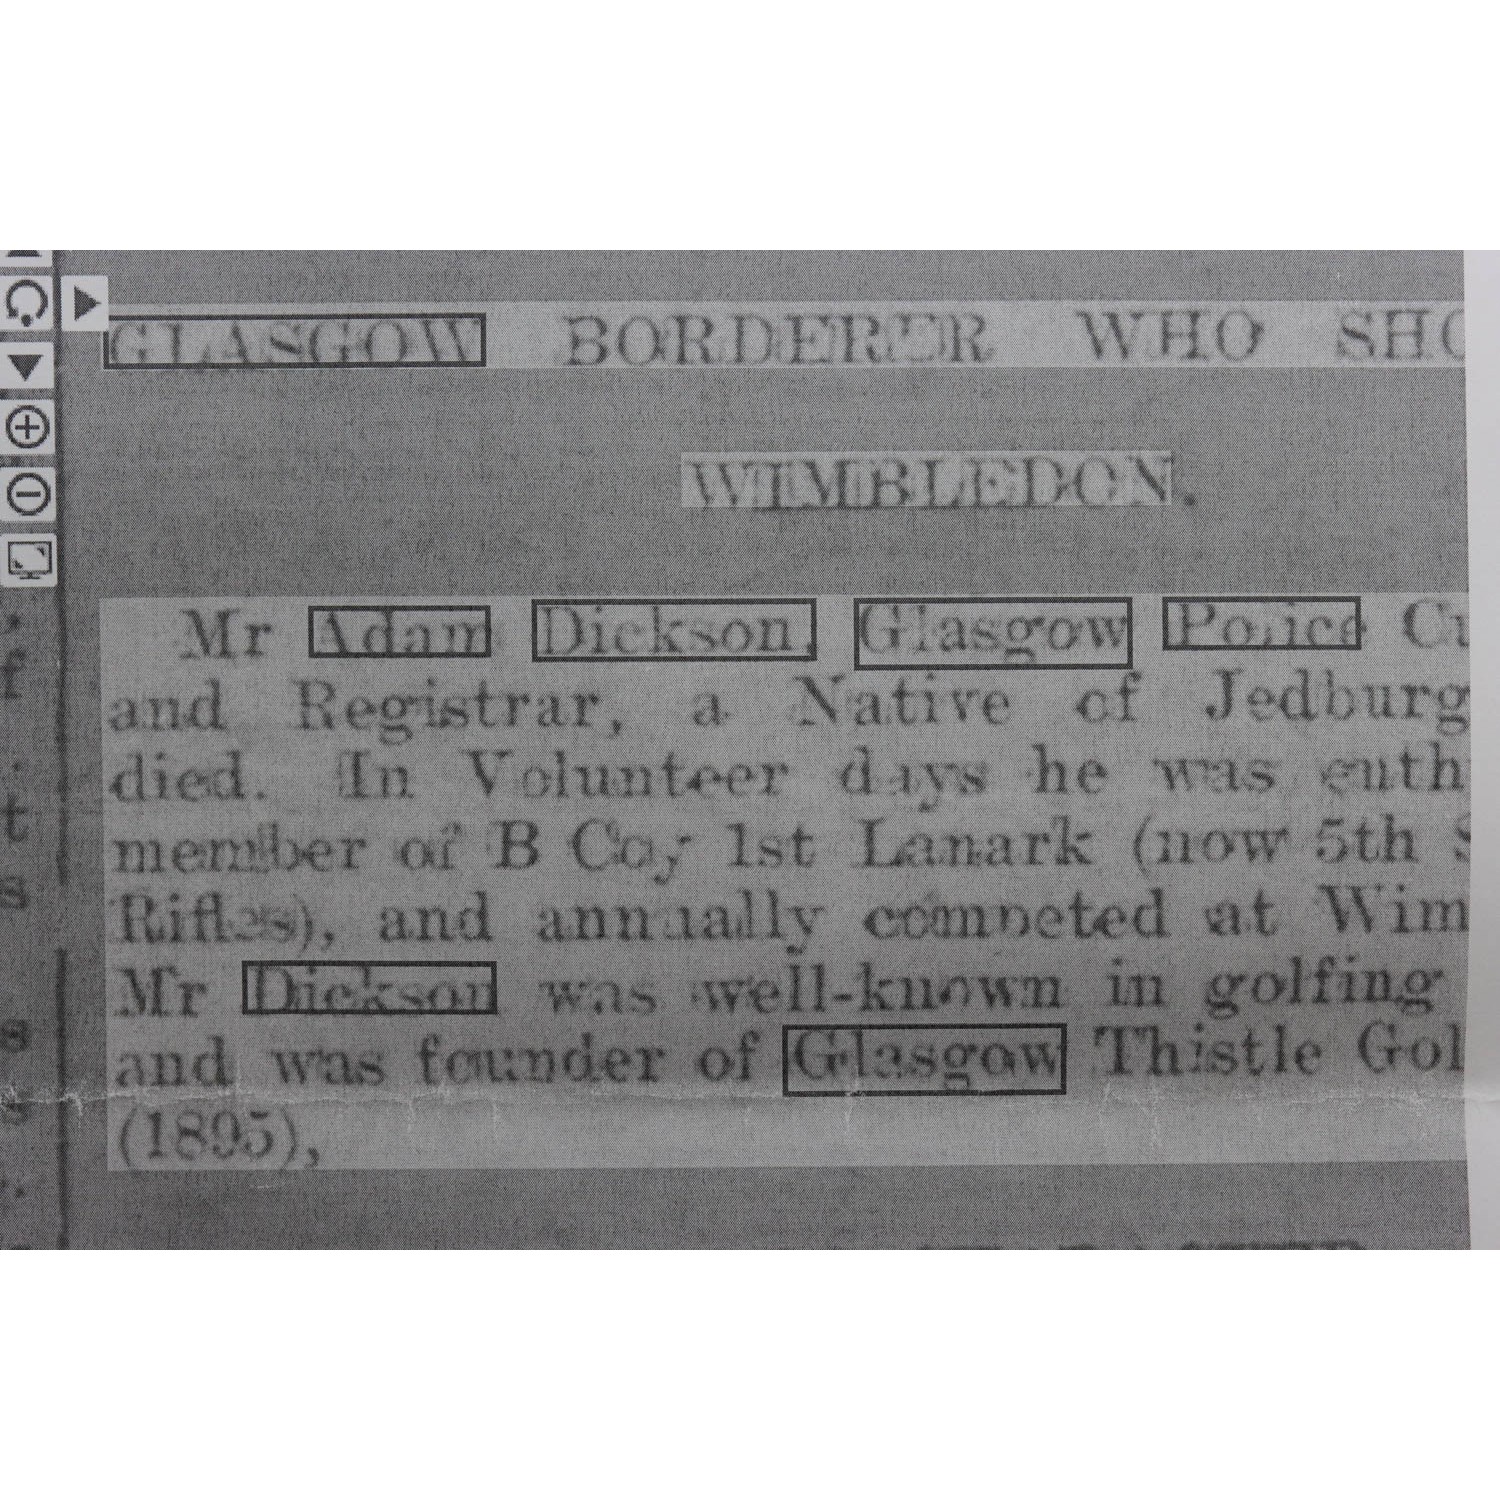 GLASGOW BORDERER WHO SHO
WIMBLEDON.
Mr Adam Dickson, Glasgow Police Cu
and Registrar, a Native of Jedburg
died. In Volunteer days he was enth
member of B Coy 1st Lanark (now 5th S
Rifles), and annually competed at Wim
Mr Dickson was well-known in golfing
and was founder of Glasgow Thistle Gol
(1895),